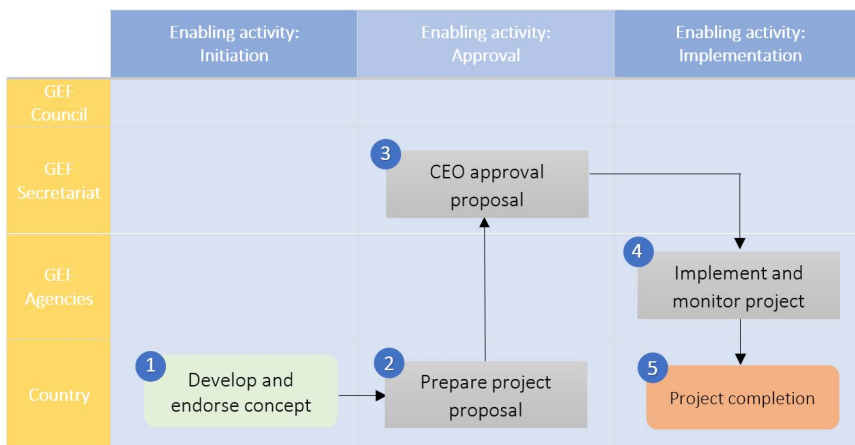 Enabling activity:
Initiation
Enabling activity:
Approval
Enabling activity:
Implementation
GEF
Council
GEF
Secretariat
3
CEO approval
proposal
GEF
Agencies
4
Implement and
monitor project
Country
1
Develop and
endorse concept
2
Prepare project
proposal
5
Project completion